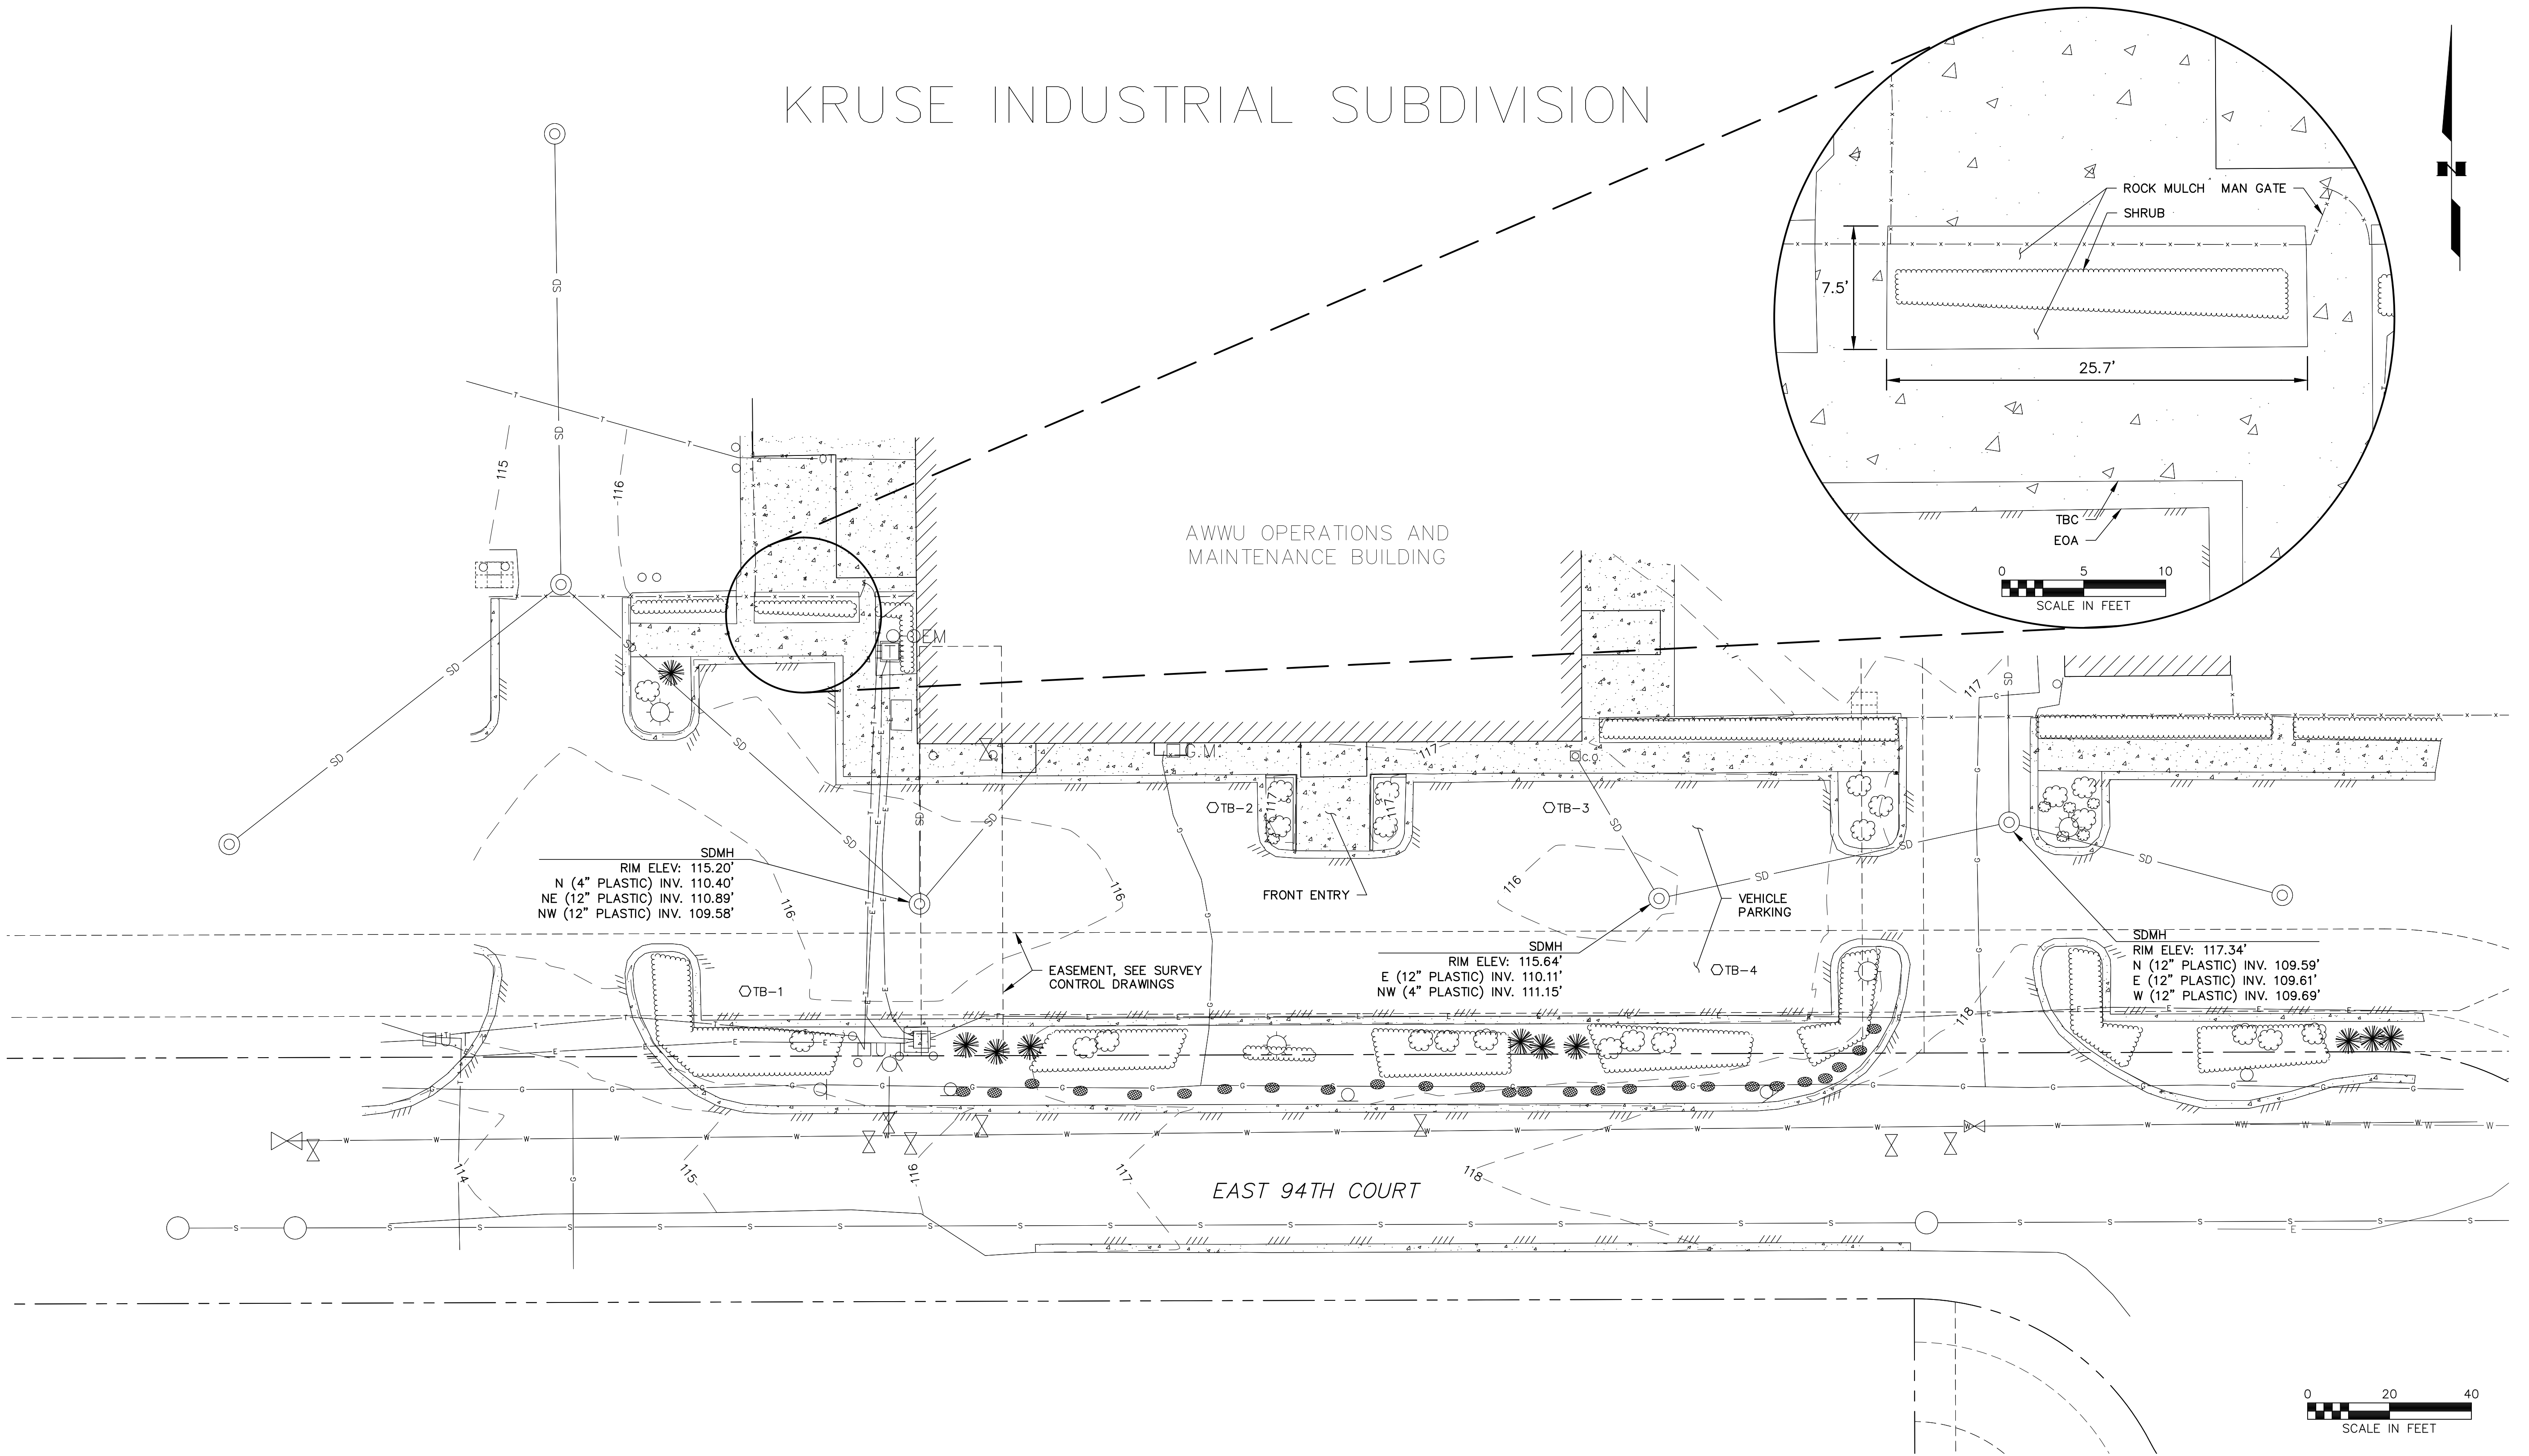 KRUSE INDUSTRIAL SUBDIVISION
N
ROCK MULCH
MAN GATE
SHRUB
7.5'
25.7'
TBC
EOA
0 5 10
SCALE IN FEET
AWWU OPERATIONS AND
MAINTENANCE BUILDING
SD
SD
T
T
T
115
116
OT
OEM
T
SD
SD
SD
SD
SD
SD
G.M.
117
C.O.
117
117
117
SD
G
TB-2
TB-3
SD
SD
SD
SD
SDMH
RIM ELEV: 115.20'
N (4" PLASTIC) INV. 110.40'
NE (12" PLASTIC) INV. 110.89'
NW (12" PLASTIC) INV. 109.58'
116
116
116
FRONT ENTRY
VEHICLE
PARKING
SDMH
RIM ELEV: 115.64'
E (12" PLASTIC) INV. 110.11'
NW (4" PLASTIC) INV. 111.15'
SDMH
RIM ELEV: 117.34'
N (12" PLASTIC) INV. 109.59'
E (12" PLASTIC) INV. 109.61'
W (12" PLASTIC) INV. 109.69'
EASEMENT, SEE SURVEY
CONTROL DRAWINGS
TB-1
TB-4
118
114
115
116
117
118
EAST 94TH COURT
0 20 40
SCALE IN FEET